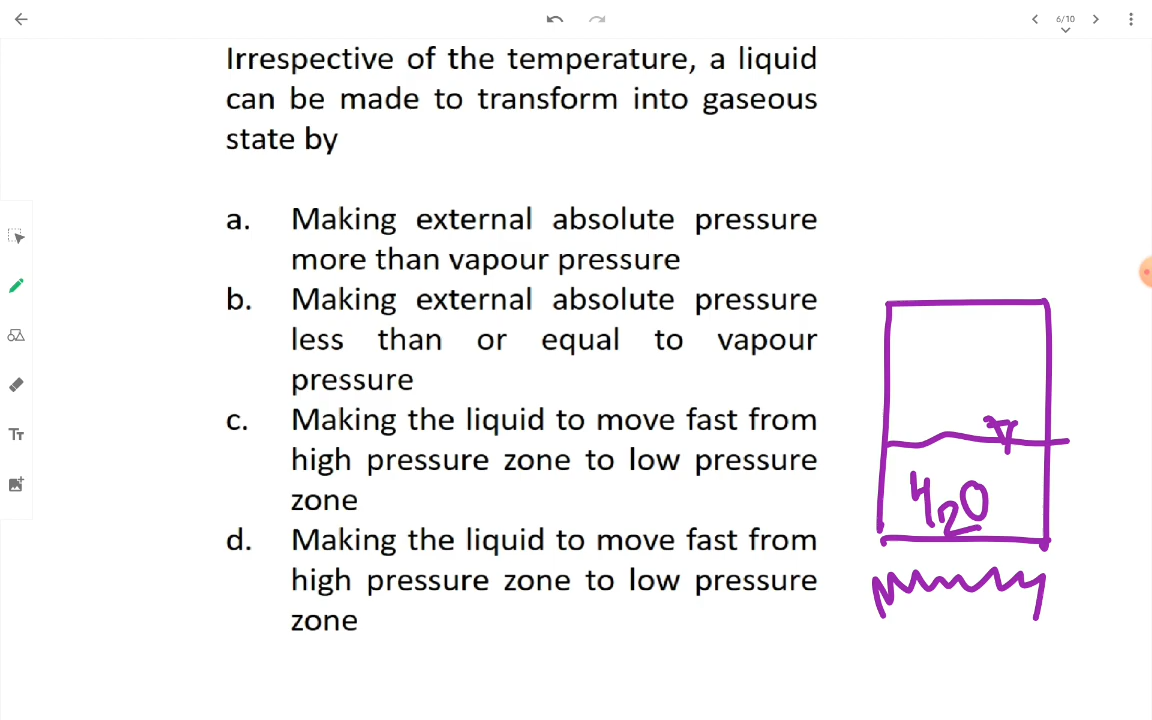 6/10
Irrespective of the temperature, a liquid
can be made to transform into gaseous
state by
a. Making external absolute pressure
more than vapour pressure
b. Making external absolute pressure
less than or equal to vapour
pressure
c. Making the liquid to move fast from
high pressure zone to low pressure
zone
d. Making the liquid to move fast from
high pressure zone to low pressure
zone
H20
Tт